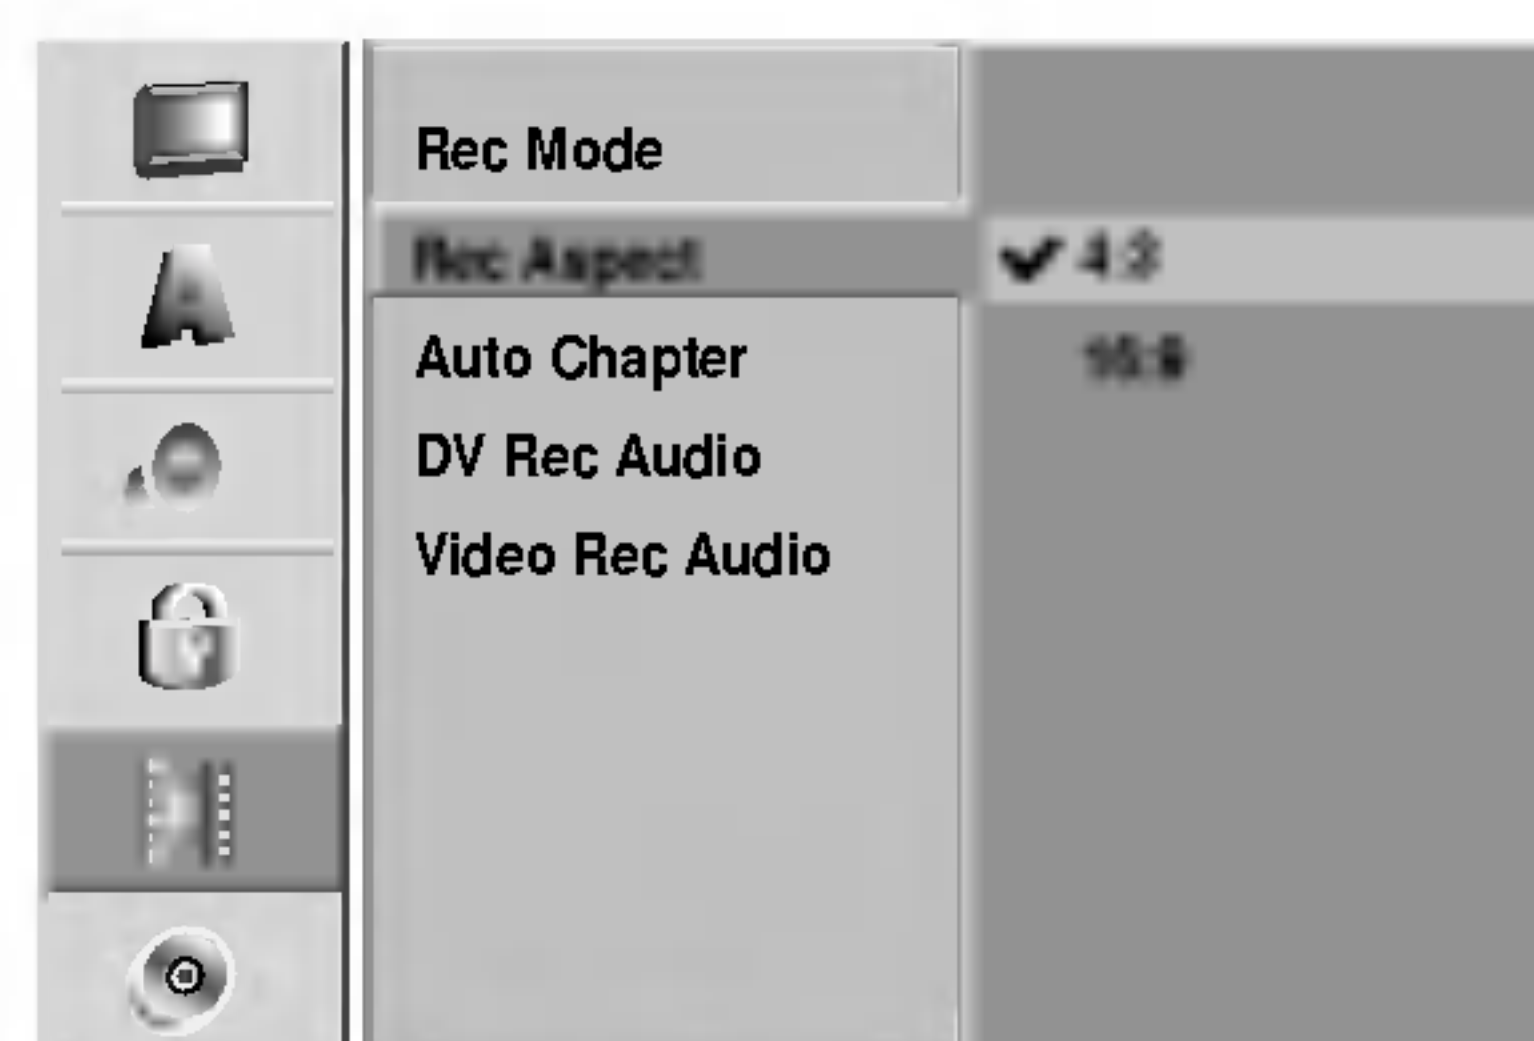 Rec Mode
Rec Aspect
4:3
Auto Chapter
16:9
DV Rec Audio
Video Rec Audio